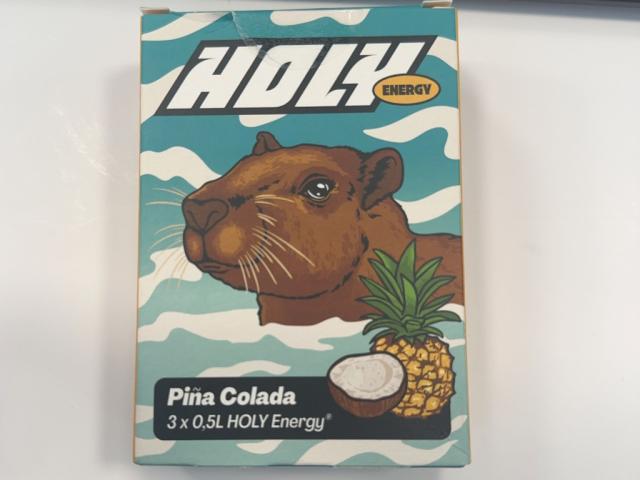 HOLY
ENERGY
Piña Colada
3 x 0,5L HOLY Energy®